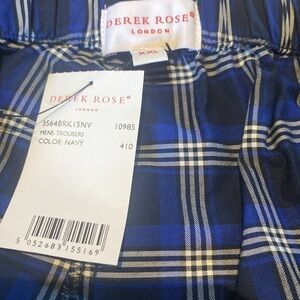 DEREK ROSE®
LONDON
XXL
DEREK ROSE®
LONDON
3564BRK15NV 10985
MENS TROUSERS
COLOR: NAVY 410
5 052683 155169